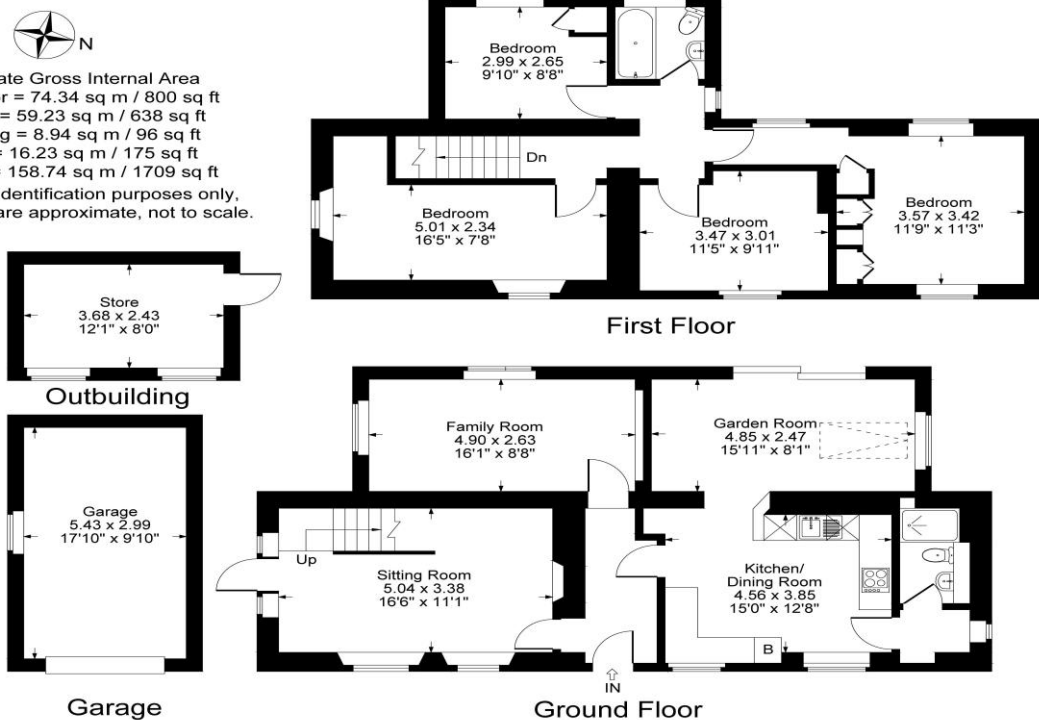 N
ate Gross Internal Area
r = 74.34 sq m / 800 sq ft
= 59.23 sq m / 638 sq ft
g = 8.94 sq m / 96 sq ft
= 16.23 sq m / 175 sq ft
= 158.74 sq m / 1709 sq ft
dentification purposes only,
are approximate, not to scale.
Bedroom
2.99 x 2.65
9'10" x 8'8"
Dn
Bedroom
5.01 x 2.34
16'5" x 7'8"
Bedroom
3.47 x 3.01
11'5" x 9'11"
Bedroom
3.57 x 3.42
11'9" x 11'3"
First Floor
Store
3.68 x 2.43
12'1" x 8'0"
Outbuilding
Family Room
4.90 x 2.63
16'1" x 8'8"
Garden Room
4.85 x 2.47
15'11" x 8'1"
Garage
5.43 x 2.99
17'10" x 9'10"
Garage
Up
Sitting Room
5.04 x 3.38
16'6" x 11'1"
Kitchen/
Dining Room
4.56 x 3.85
15'0" x 12'8"
B
IN
Ground Floor